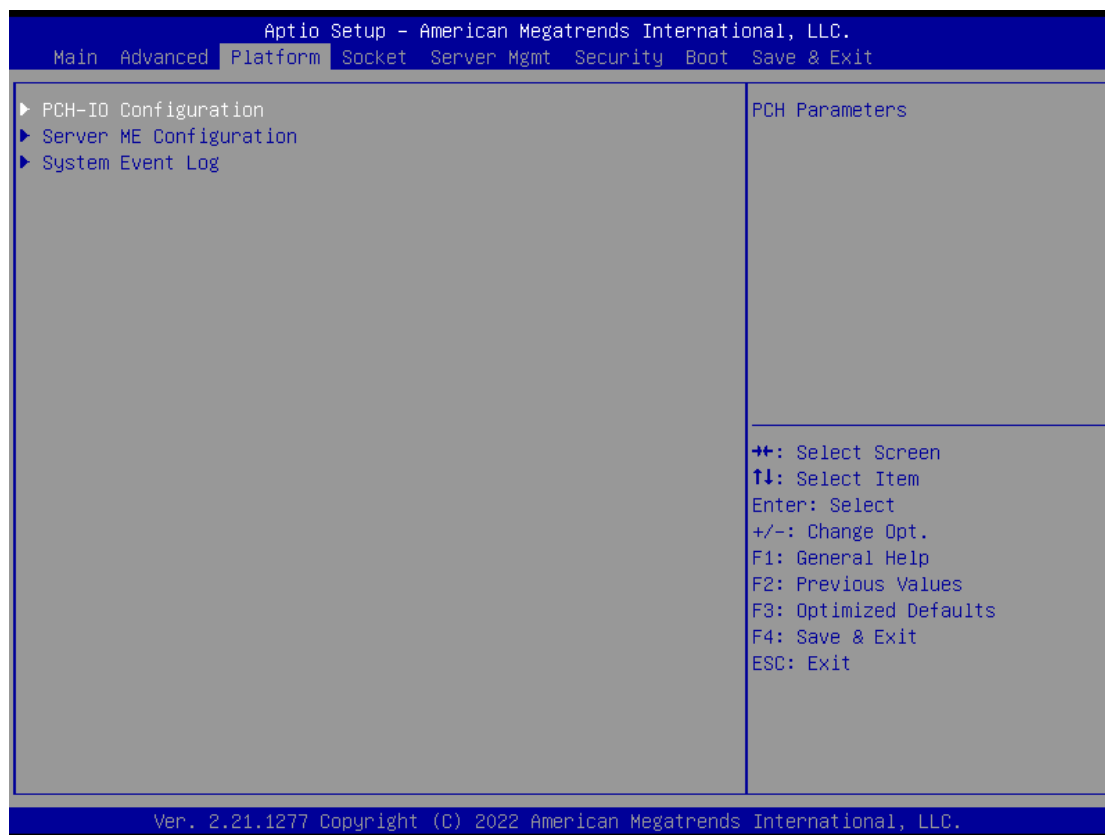 Aptio Setup – American Megatrends International, LLC.
Main Advanced Platform Socket Server Mgmt Security Boot Save & Exit
▶ PCH-IO Configuration
▶ Server ME Configuration
▶ System Event Log
PCH Parameters
→←: Select Screen
↑↓: Select Item
Enter: Select
+/-: Change Opt.
F1: General Help
F2: Previous Values
F3: Optimized Defaults
F4: Save & Exit
ESC: Exit
Ver. 2.21.1277 Copyright (C) 2022 American Megatrends International, LLC.